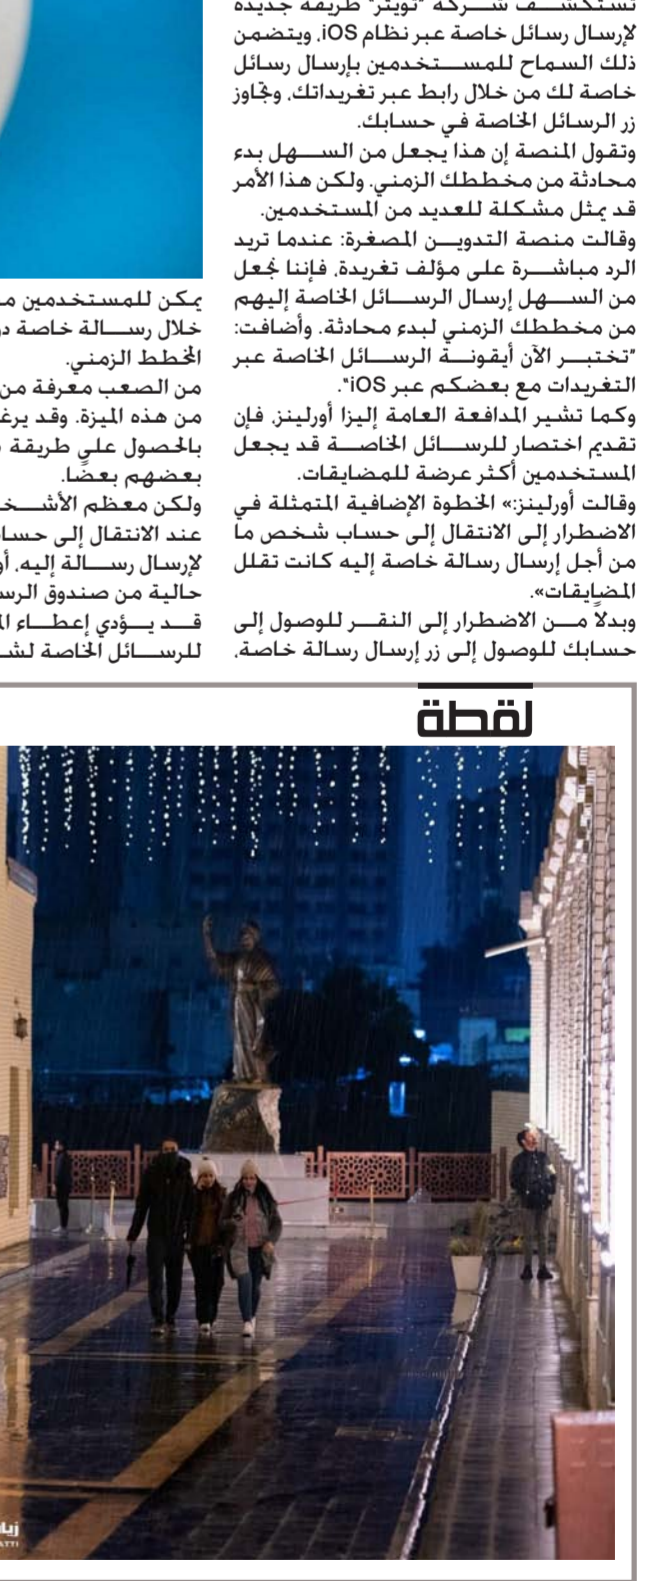 تستكشف شركة "تويتر" طريقة جديدة
لإرسال رسائل خاصة عبر نظام iOS، ويتضمن
ذلك السماح للمستخدمين بإرسال رسائل
خاصة لك من خلال رابط عبر تغريداتك، وتجاوز
زر الرسائل الخاصة في حسابك.
وتقول المنصة إن هذا يجعل من السهل بدء
محادثة من مخططك الزمني. ولكن هذا الأمر
قد يمثل مشكلة للعديد من المستخدمين.
وقالت منصة التدوين المصغرة: عندما تريد
الرد مباشرة على مؤلف تغريدة، فإننا نجعل
من السهل إرسال الرسائل الخاصة إليهم
من مخططك الزمني لبدء محادثة. وأضافت:
"تختبر الآن أيقونة الرسائل الخاصة عبر
التغريدات مع بعضكم عبر iOS".
وكما تشير المدافعة العامة إليزا أورلينز، فإن
تقديم اختصار للرسائل الخاصة قد يجعل
المستخدمين أكثر عرضة للمضايقات.
وقالت أورلينز:» الخطوة الإضافية المتمثلة في
الاضطرار إلى الانتقال إلى حساب شخص ما
من أجل إرسال رسالة خاصة إليه كانت تقلل
المضايقات».
وبدلاً من الاضطرار إلى النقر للوصول إلى
حسابك للوصول إلى زر إرسال رسالة خاصة،
يمكن للمستخدمين
خلال رسالة خاصة
المخطط الزمني.
من الصعب معرفة من
من هذه الميزة. وقد
بالحصول على طريقة
بعضهم بعضًا.
ولكن معظم
عند الانتقال إلى
لإرسال رسالة إليه،
حالية من صندوق
قد يؤدي إعطاء
للرسائل الخاصة
لقطة